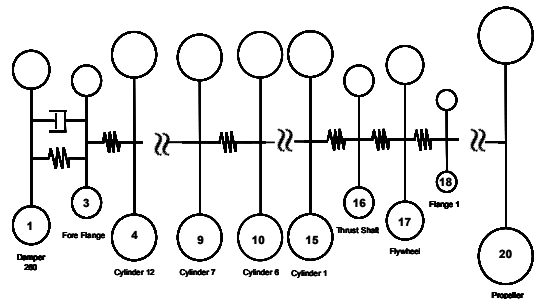 1
3
4
9
10
15
16
17
18
20
Damper
280
Fore Flange
Cylinder 12
Cylinder 7
Cylinder 6
Cylinder 1
Thrust Shaft
Flywheel
Flange 1
Propeller